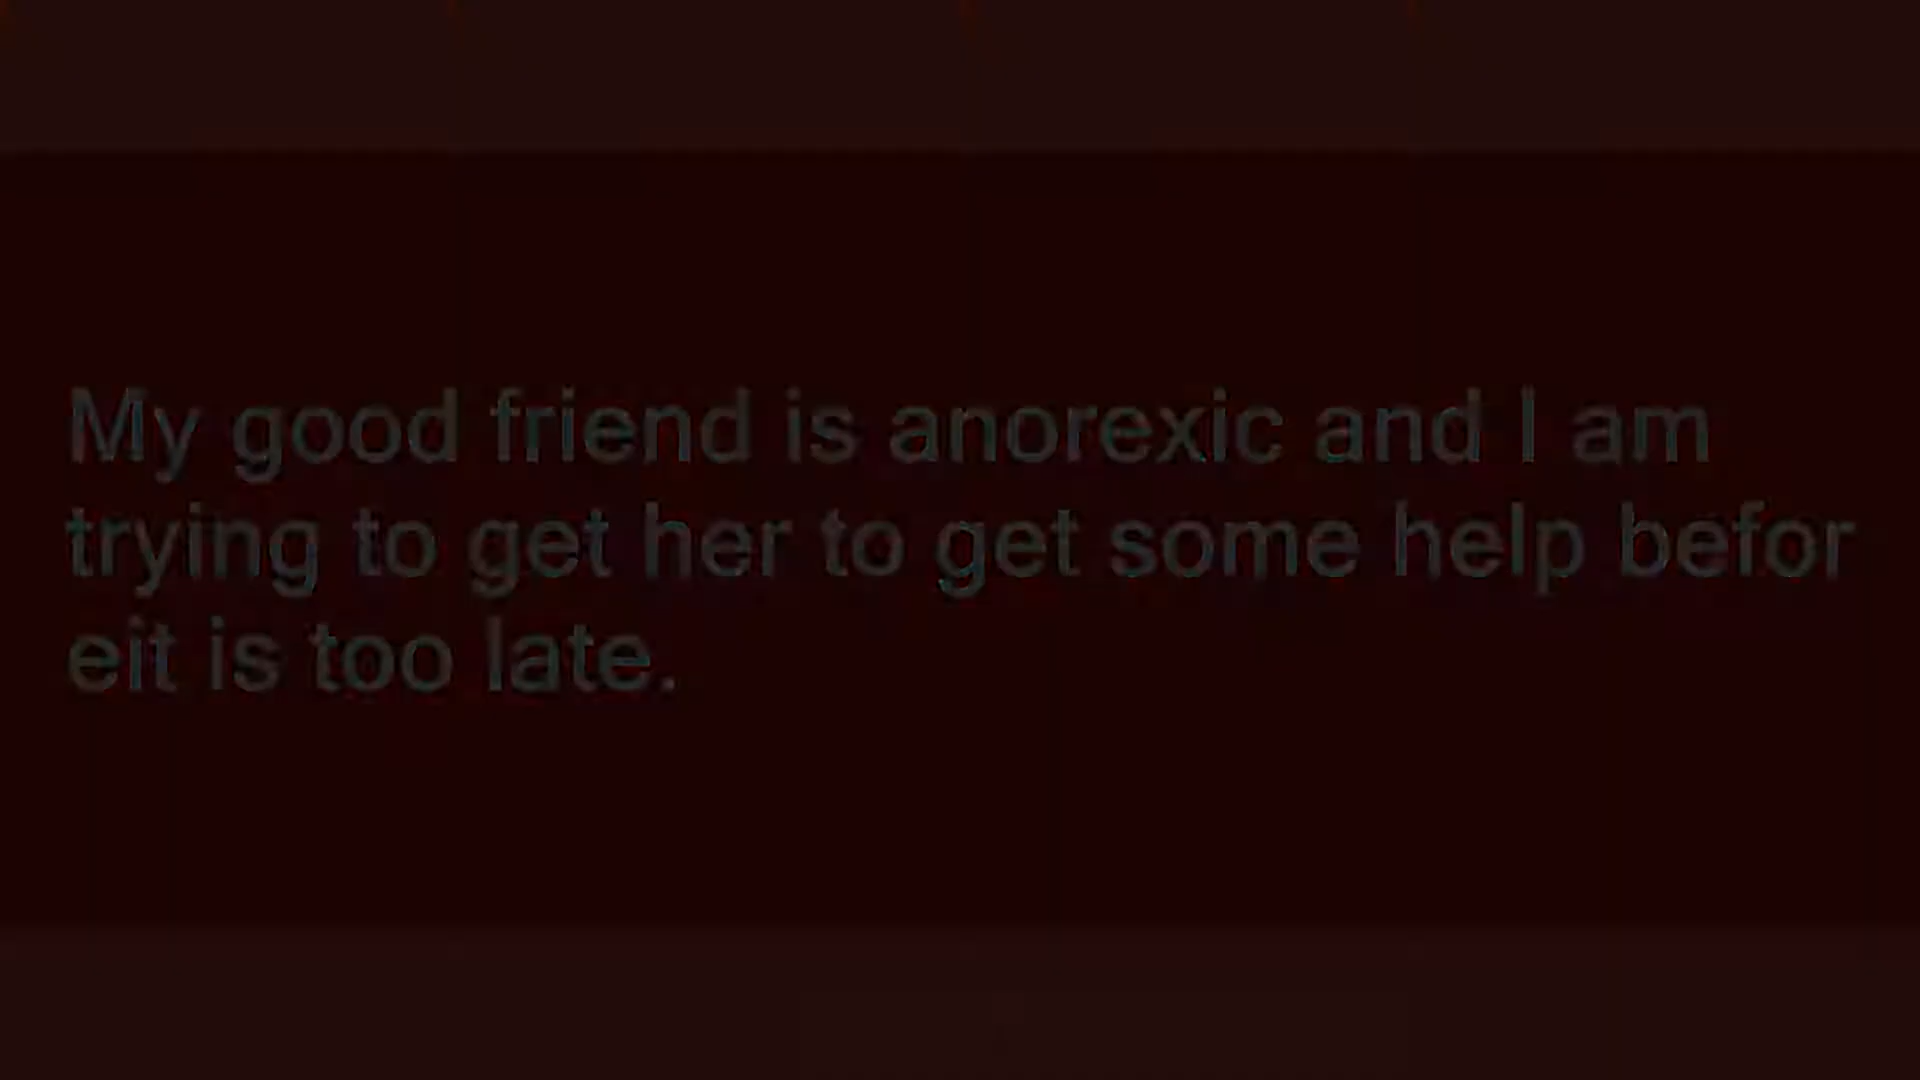 My good friend is anorexic and I am
trying to get her to get some help befor
eit is too late.